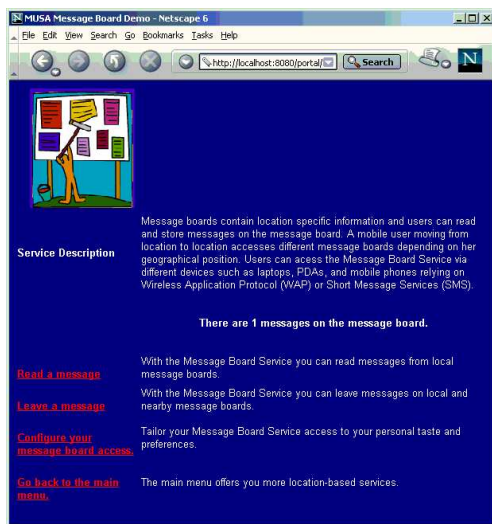 MUSA Message Board Demo - Netscape 6
File Edit View Search Go Bookmarks Tasks Help
http://localhost:8080/portal/ Search N
Message boards contain location specific information and users can read
and store messages on the message board. A mobile user moving from
Service Description location to location accesses different message boards depending on her
geographical position. Users can acess the Message Board Service via
different devices such as laptops, PDAs, and mobile phones relying on
Wireless Application Protocol (WAP) or Short Message Services (SMS).
There are 1 messages on the message board.
With the Message Board Service you can read messages from local
Read a message message boards.
With the Message Board Service you can leave messages on local and
Leave a message nearby message boards.
Configure your Tailor your Message Board Service access to your personal taste and
message board access. preferences.
Go back to the main The main menu offers you more location-based services.
menu.